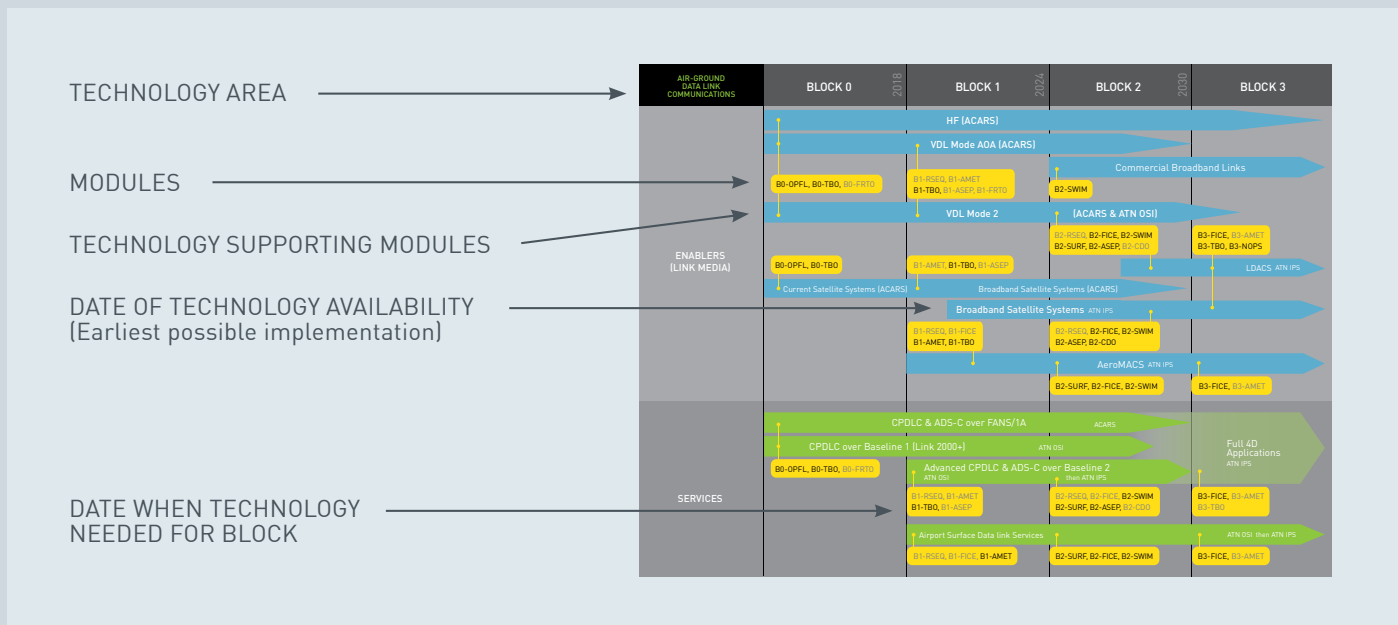 TECHNOLOGY AREA
MODULES
TECHNOLOGY SUPPORTING MODULES
DATE OF TECHNOLOGY AVAILABILITY
(Earliest possible implementation)
DATE WHEN TECHNOLOGY
NEEDED FOR BLOCK
AIR-GROUND
DATA LINK
COMMUNICATIONS
BLOCK 0
2018
BLOCK 1
2024
BLOCK 2
2030
BLOCK 3
ENABLERS
(LINK MEDIA)
HF (ACARS)
VDL Mode AOA (ACARS)
Commercial Broadband Links
B0-OPFL, B0-TBO, B0-FRTO
B1-RSEQ, B1-AMET
B1-TBO, B1-ASEP, B1-FRTO
B2-SWIM
VDL Mode 2 (ACARS & ATN OSI)
B2-RSEQ, B2-FICE, B2-SWIM
B2-SURF, B2-ASEP, B2-CDO
B3-FICE, B3-AMET
B3-TBO, B3-NOPS
B0-OPFL, B0-TBO
B1-AMET, B1-TBO, B1-ASEP
LDACS ATN IPS
Current Satellite Systems (ACARS)
Broadband Satellite Systems (ACARS)
Broadband Satellite Systems ATN IPS
B1-RSEQ, B1-FICE
B1-AMET, B1-TBO
B2-RSEQ, B2-FICE, B2-SWIM
B2-ASEP, B2-CDO
AeroMACS ATN IPS
B2-SURF, B2-FICE, B2-SWIM
B3-FICE, B3-AMET
SERVICES
CPDLC & ADS-C over FANS/1A ACARS
CPDLC over Baseline 1 (Link 2000+) ATN OSI
Full 4D
Applications
ATN IPS
B0-OPFL, B0-TBO, B0-FRTO
Advanced CPDLC & ADS-C over Baseline 2
ATN OSI then ATN IPS
B1-RSEQ, B1-AMET
B1-TBO, B1-ASEP
B2-RSEQ, B2-FICE, B2-SWIM
B2-SURF, B2-ASEP, B2-CDO
B3-FICE, B3-AMET
B3-TBO
Airport Surface Data link Services ATN OSI then ATN IPS
B1-RSEQ, B1-FICE, B1-AMET
B2-SURF, B2-FICE, B2-SWIM
B3-FICE, B3-AMET